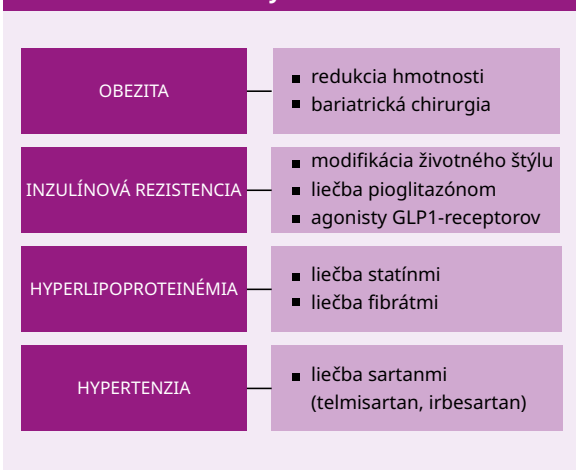 OBEZITA
redukcia hmotnosti
bariatrická chirurgia
INZULÍNOVÁ REZISTENCIA
modifikácia životného štýlu
liečba pioglitazónom
agonisty GLP1-receptorov
HYPERLIPOPROTEINÉMIA
liečba statínmi
liečba fibrátmi
HYPERTENZIA
liečba sartanmi
(telmisartan, irbesartan)